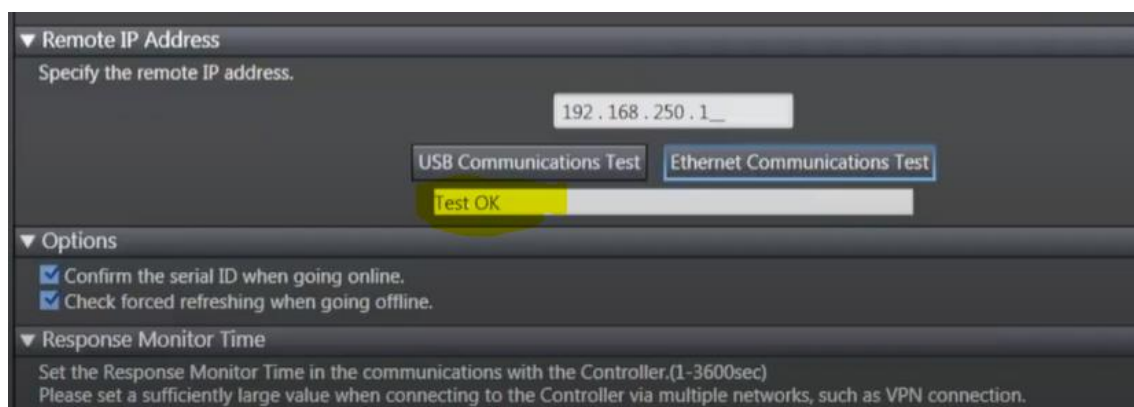 ▼ Remote IP Address
Specify the remote IP address.
192 . 168 . 250 . 1_
USB Communications Test Ethernet Communications Test
Test OK
▼ Options
Confirm the serial ID when going online.
Check forced refreshing when going offline.
▼ Response Monitor Time
Set the Response Monitor Time in the communications with the Controller.(1-3600sec)
Please set a sufficiently large value when connecting to the Controller via multiple networks, such as VPN connection.